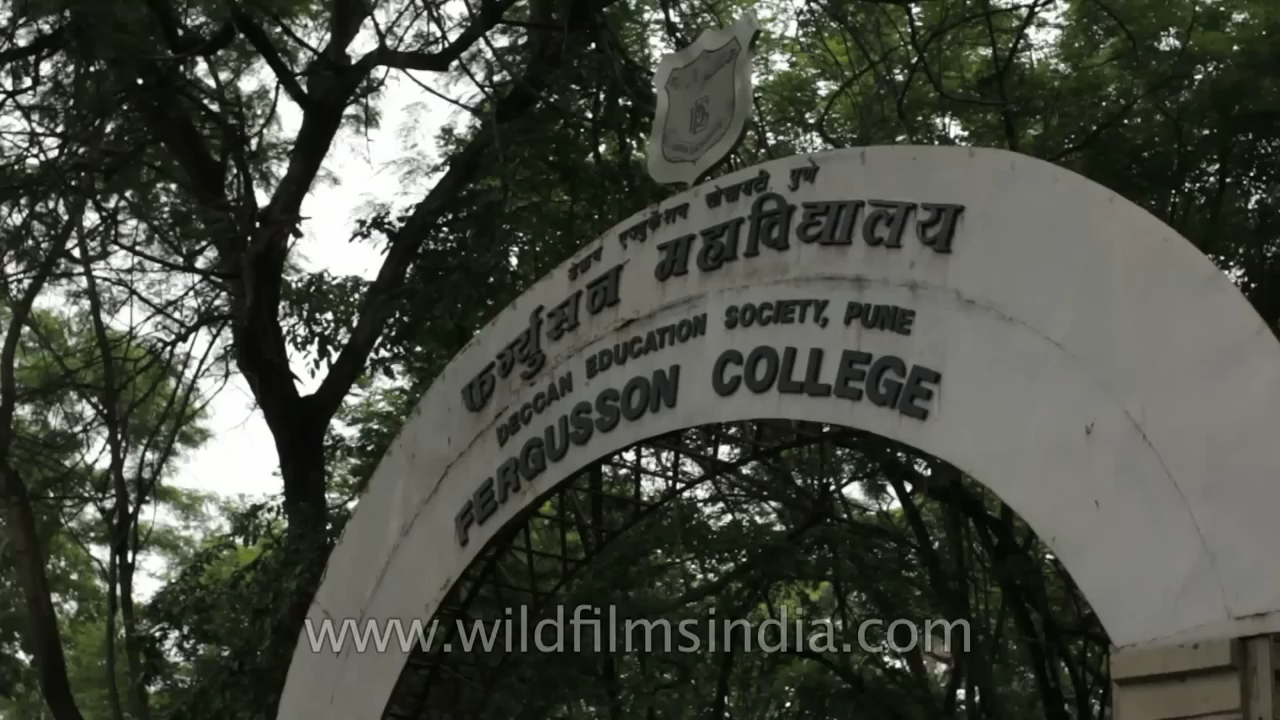 डेक्कन एज्युकेशन सोसायटी पुणे
फर्ग्युसन महाविद्यालय
DECCAN EDUCATION SOCIETY, PUNE
FERGUSSON COLLEGE
www.wildfilmsindia.com